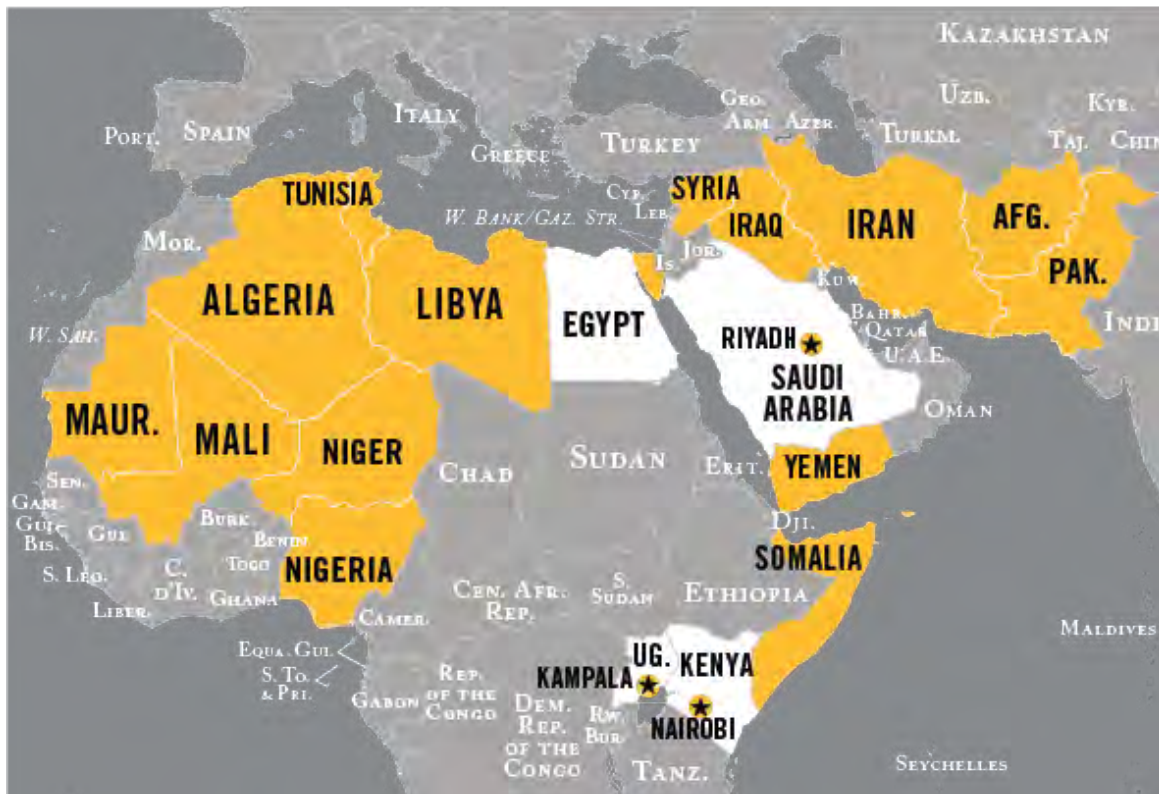 KAZAKHSTAN
UZB.
KYR.
GEO.
ITALY
ARM.
AZER.
TURKM.
TAJ.
CHIN
PORT.
SPAIN
TURKEY
GREECE
TUNISIA
SYRIA
CYP.
LEB.
W. BANK/GAZ. STR.
IRAQ
IRAN
AFG.
MOR.
JOR.
IS.
PAK.
ALGERIA
LIBYA
KUW.
EGYPT
BAHR.
INDI
W. SAH.
RIYADH
QATAR
U.A.E.
SAUDI
ARABIA
OMAN
MAUR.
MALI
NIGER
SUDAN
CHAD
ERIT.
YEMEN
SEN.
GAM.
GUI.
BIS.
BURK.
DJI.
GUI.
BENIN
SOMALIA
TOGO
NIGERIA
S. LEO.
C.
D'IV.
GHANA
CEN. AFR.
REP.
S.
SUDAN
ETHIOPIA
LIBER.
CAMER.
MALDIVES
EQUA. GUI.
UG.
KENYA
S. TO.
& PRI.
REP.
OF THE
CONGO
KAMPALA
GABON
DEM.
REP.
OF THE
CONGO
RW.
BUR.
NAIROBI
TANZ.
SEYCHELLES